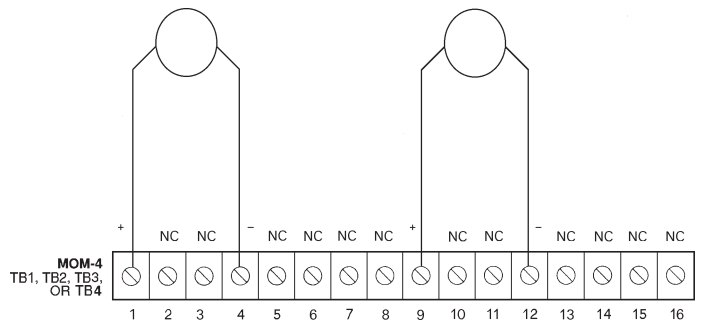 + NC NC − NC NC NC NC + NC NC − NC NC NC NC
MOM-4
TB1, TB2, TB3,
OR TB4
1 2 3 4 5 6 7 8 9 10 11 12 13 14 15 16